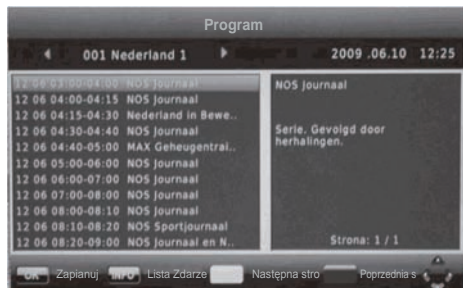 Program
001 Nederland 1 2009 .06.10 12:25
12 06 03:00-04:00 NOS Journaal
12 06 04:00-04:15 NOS Journaal
12 06 04:15-04:30 Nederland in Bewe..
12 06 04:30-04:40 NOS Journaal
12 06 04:40-05:00 MAX Geheugentrai..
12 06 05:00-06:00 NOS Journaal
12 06 06:00-07:00 NOS Journaal
12 06 07:00-08:00 NOS Journaal
12 06 08:00-08:10 NOS Journaal
12 06 08:10-08:20 NOS Sportjournaal
12 06 08:20-09:00 NOS Journaal en N..
NOS Journaal
Serie. Gevolgd door
herhalingen.
Strona: 1 / 1
OK Zapianuj INFO Lista Zdarze Następna stro Poprzednia s